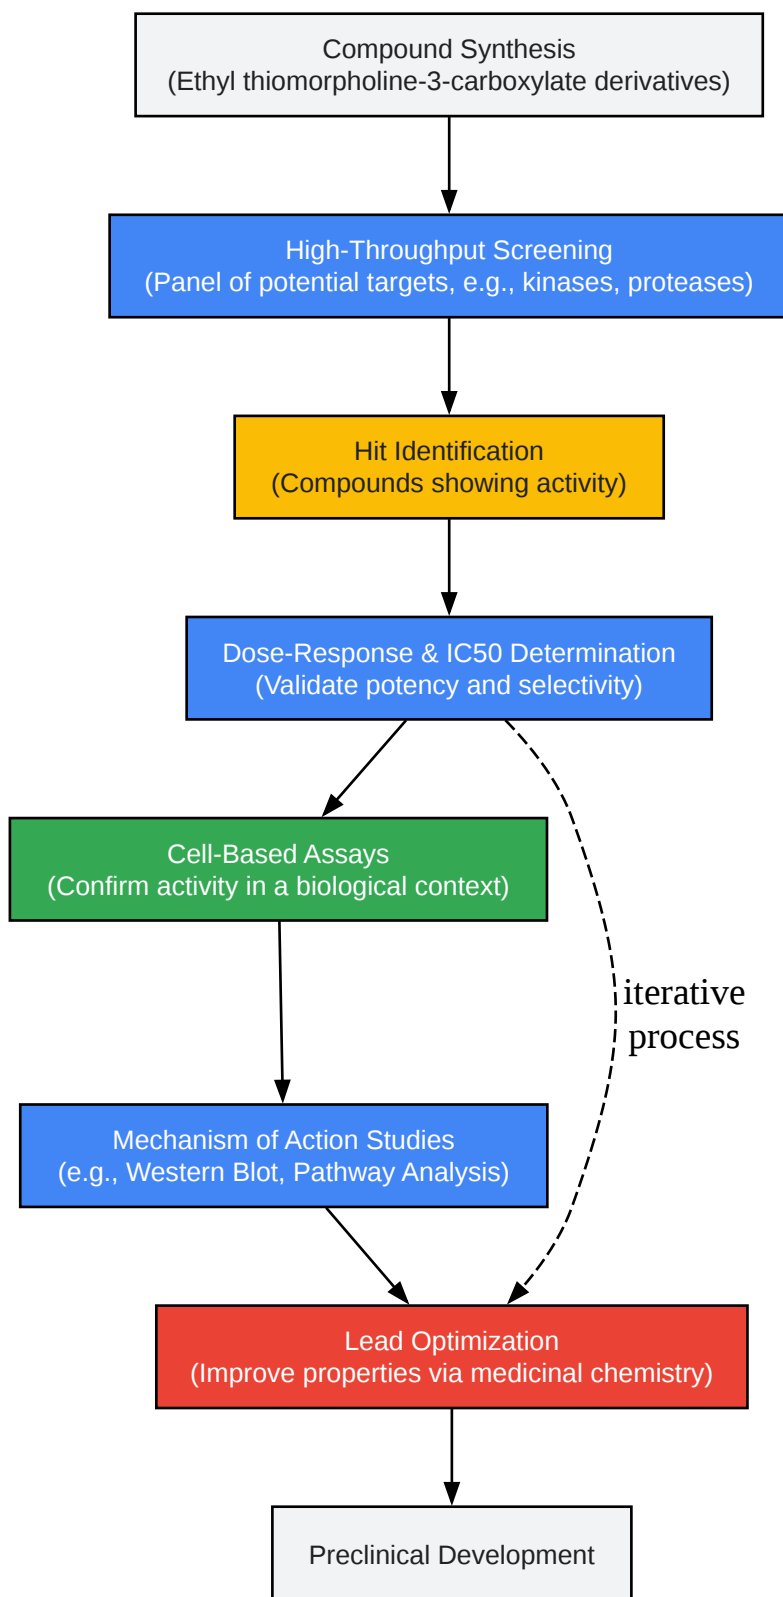 Compound Synthesis
(Ethyl thiomorpholine-3-carboxylate derivatives)
High-Throughput Screening
(Panel of potential targets, e.g., kinases, proteases)
Hit Identification
(Compounds showing activity)
Dose-Response & IC50 Determination
(Validate potency and selectivity)
Cell-Based Assays
(Confirm activity in a biological context)
iterative
process
Mechanism of Action Studies
(e.g., Western Blot, Pathway Analysis)
Lead Optimization
(Improve properties via medicinal chemistry)
Preclinical Development